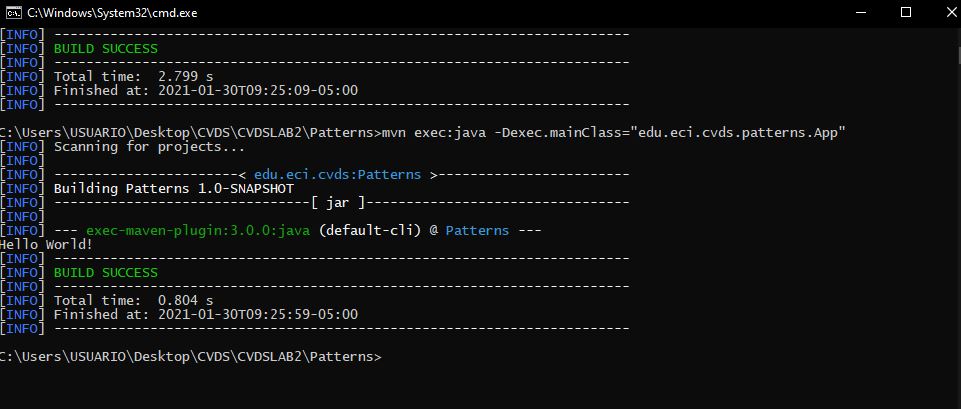 C:\Windows\System32\cmd.exe
[INFO] ------------------------------------------------------------------------
[INFO] BUILD SUCCESS
[INFO] ------------------------------------------------------------------------
[INFO] Total time:  2.799 s
[INFO] Finished at: 2021-01-30T09:25:09-05:00
[INFO] ------------------------------------------------------------------------
C:\Users\USUARIO\Desktop\CVDS\CVDSLAB2\Patterns>mvn exec:java -Dexec.mainClass="edu.eci.cvds.patterns.App"
[INFO] Scanning for projects...
[INFO]
[INFO] -----------------------< edu.eci.cvds:Patterns >------------------------
[INFO] Building Patterns 1.0-SNAPSHOT
[INFO] --------------------------------[ jar ]---------------------------------
[INFO]
[INFO] --- exec-maven-plugin:3.0.0:java (default-cli) @ Patterns ---
Hello World!
[INFO] ------------------------------------------------------------------------
[INFO] BUILD SUCCESS
[INFO] ------------------------------------------------------------------------
[INFO] Total time:  0.804 s
[INFO] Finished at: 2021-01-30T09:25:59-05:00
[INFO] ------------------------------------------------------------------------
C:\Users\USUARIO\Desktop\CVDS\CVDSLAB2\Patterns>